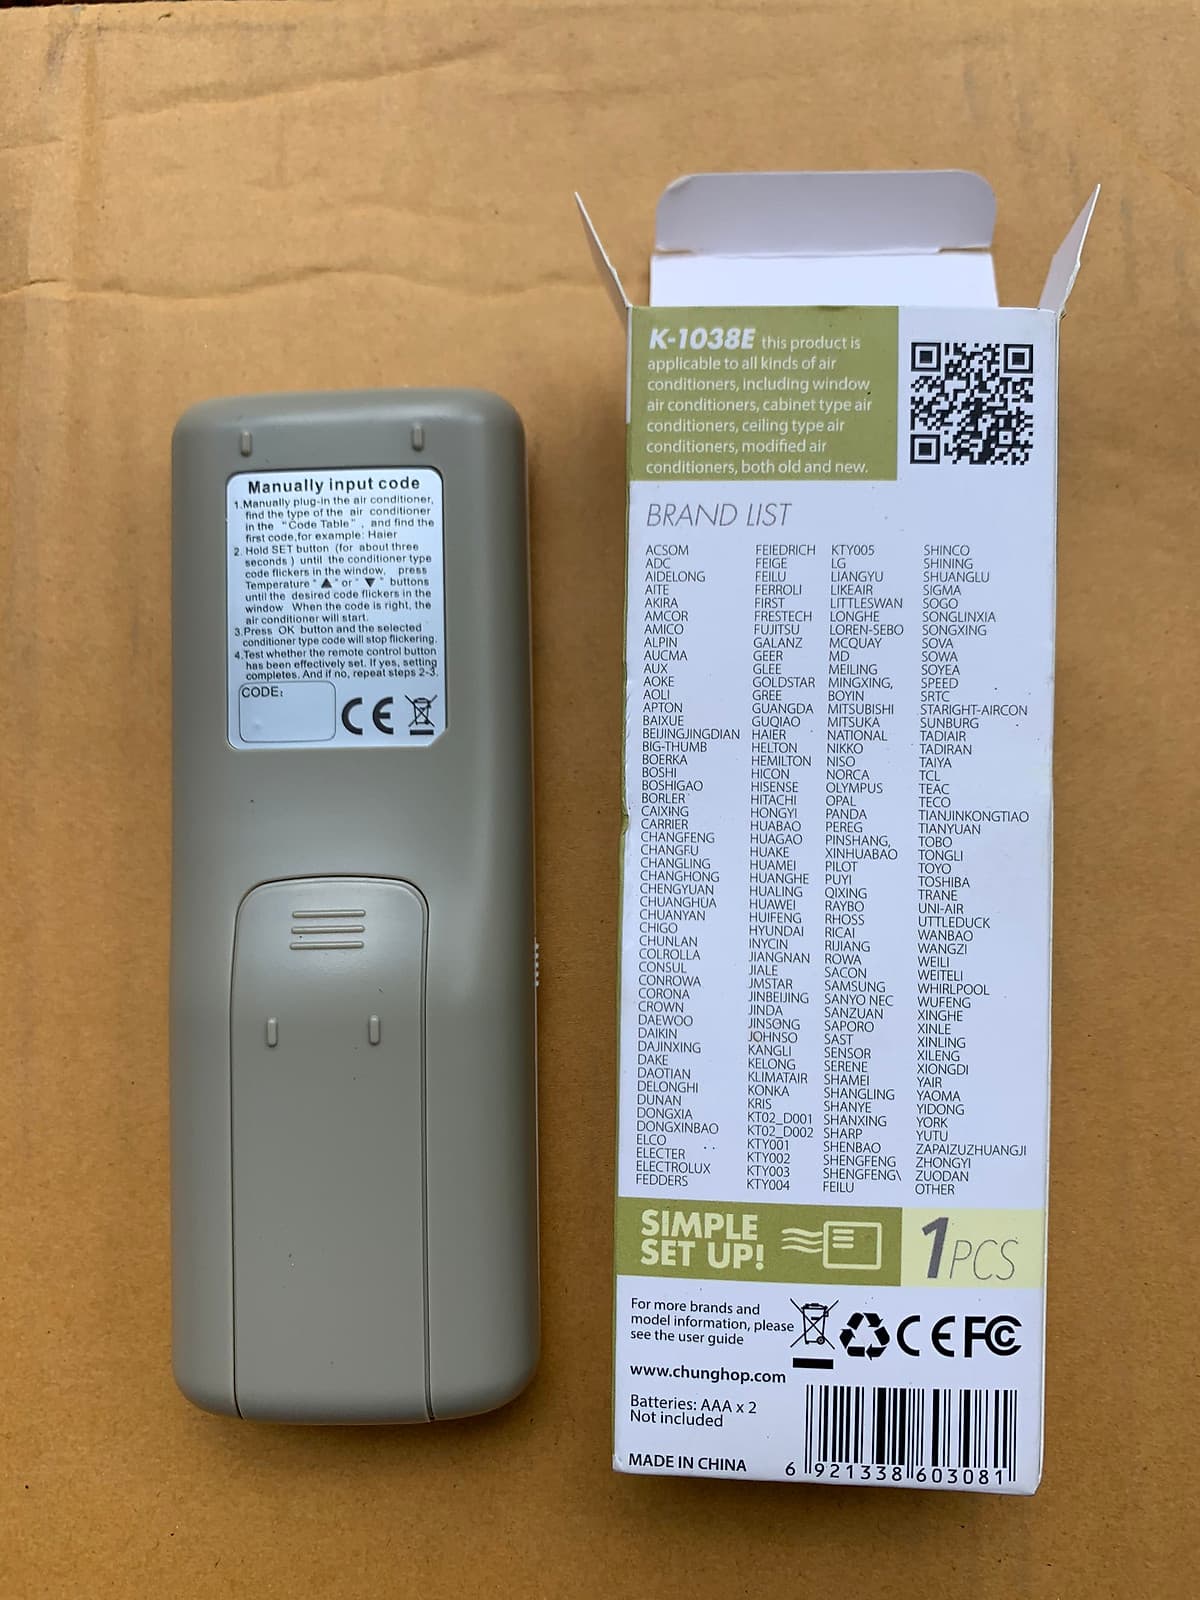 Manually input code
1.Manually plug-in the air conditioner,
find the type of the air conditioner
in the "Code Table" , and find the
first code,for example: Haier
2. Hold SET button (for about three
seconds ) until the conditioner type
code flickers in the window, press
Temperature "▲" or "▼" buttons
until the desired code flickers in the
window When the code is right, the
air conditioner will start.
3.Press OK button and the selected
conditioner type code will stop flickering.
4.Test whether the remote control button
has been effectively set. If yes, setting
completes. And if no, repeat steps 2-3.
CODE:
CE
K-1038E this product is
applicable to all kinds of air
conditioners, including window
air conditioners, cabinet type air
conditioners, ceiling type air
conditioners, modified air
conditioners, both old and new.
BRAND LIST
ACSOM
ADC
AIDELONG
AITE
AKIRA
AMCOR
AMICO
ALPIN
AUCMA
AUX
AOKE
AOLI
APTON
BAIXUE
BEIJINGJINGDIAN
BIG-THUMB
BOERKA
BOSHI
BOSHIGAO
BORLER
CAIXING
CARRIER
CHANGFENG
CHANGFU
CHANGLING
CHANGHONG
CHENGYUAN
CHUANGHUA
CHUANYAN
CHIGO
CHUNLAN
COLROLLA
CONSUL
CONROWA
CORONA
CROWN
DAEWOO
DAIKIN
DAJINXING
DAKE
DAOTIAN
DELONGHI
DUNAN
DONGXIA
DONGXINBAO
ELCO
ELECTER
ELECTROLUX
FEDDERS
FEIEDRICH
FEIGE
FEILU
FERROLI
FIRST
FRESTECH
FUJITSU
GALANZ
GEER
GLEE
GOLDSTAR
GREE
GUANGDA
GUQIAO
HAIER
HELTON
HEMILTON
HICON
HISENSE
HITACHI
HONGYI
HUABAO
HUAGAO
HUAKE
HUAMEI
HUANGHE
HUALING
HUAWEI
HUIFENG
HYUNDAI
INYCIN
JIANGNAN
JIALE
JMSTAR
JINBEIJING
JINDA
JINSONG
JOHNSO
KANGLI
KELONG
KLIMATAIR
KONKA
KRIS
KT02_D001
KT02_D002
KTY001
KTY002
KTY003
KTY004
KTY005
LG
LIANGYU
LIKEAIR
LITTLESWAN
LONGHE
LOREN-SEBO
MCQUAY
MD
MEILING
MINGXING,
BOYIN
MITSUBISHI
MITSUKA
NATIONAL
NIKKO
NISO
NORCA
OLYMPUS
OPAL
PANDA
PEREG
PINSHANG,
XINHUABAO
PILOT
PUYI
QIXING
RAYBO
RHOSS
RICAI
RIJIANG
ROWA
SACON
SAMSUNG
SANYO NEC
SANZUAN
SAPORO
SAST
SENSOR
SERENE
SHAMEI
SHANGLING
SHANYE
SHANXING
SHARP
SHENBAO
SHENGFENG
SHENGFENG\
FEILU
SHINCO
SHINING
SHUANGLU
SIGMA
SOGO
SONGLINXIA
SONGXING
SOVA
SOWA
SOYEA
SPEED
SRTC
STARIGHT-AIRCON
SUNBURG
TADIAIR
TADIRAN
TAIYA
TCL
TEAC
TECO
TIANJINKONGTIAO
TIANYUAN
TOBO
TONGLI
TOYO
TOSHIBA
TRANE
UNI-AIR
UTTLEDUCK
WANBAO
WANGZI
WEILI
WEITELI
WHIRLPOOL
WUFENG
XINGHE
XINLE
XINLING
XILENG
XIONGDI
YAIR
YAOMA
YIDONG
YORK
YUTU
ZAPAIZUZHUANGJI
ZHONGYI
ZUODAN
OTHER
SIMPLE
SET UP!
1PCS
For more brands and
model information, please
see the user guide
CE FC
www.chunghop.com
Batteries: AAA x 2
Not included
MADE IN CHINA
6 921338 603081